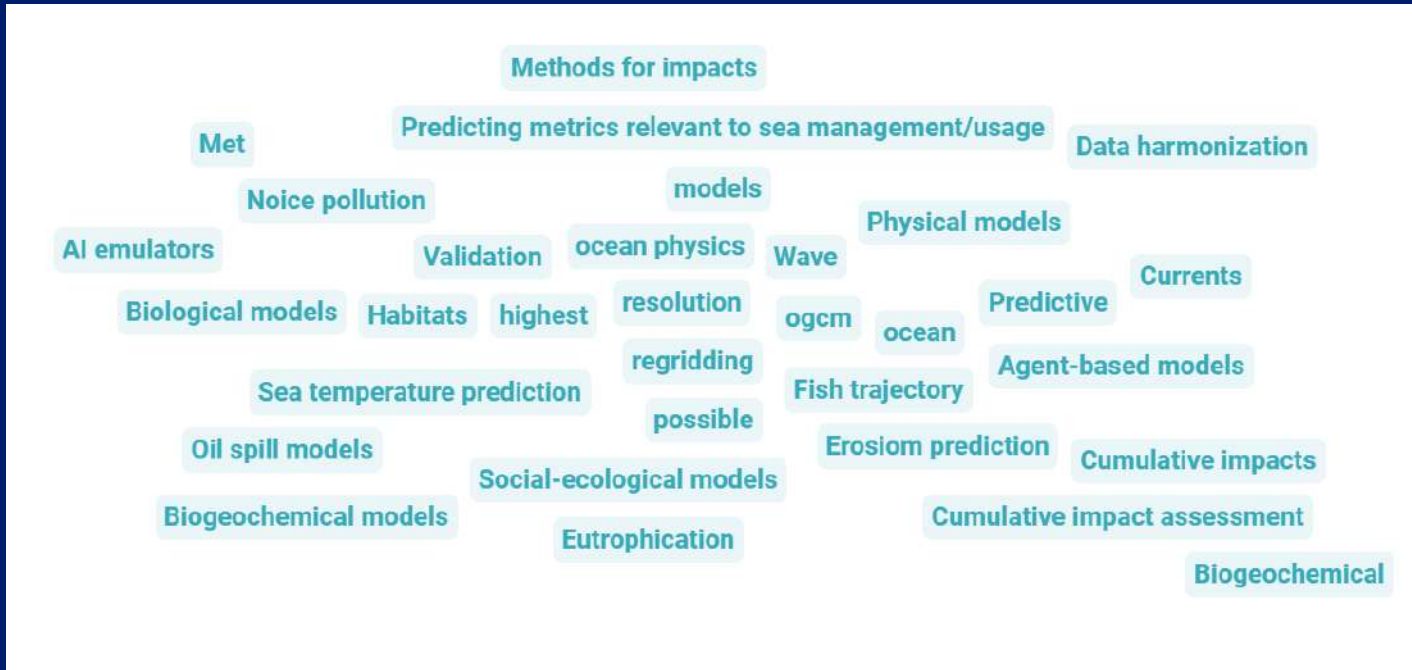 Methods for impacts
Predicting metrics relevant to sea management/usage
Met
Data harmonization
models
Noice pollution
Physical models
AI emulators
Validation
ocean physics
Wave
Currents
Biological models
Habitats
highest
resolution
ogcm
ocean
Predictive
regridding
Agent-based models
Sea temperature prediction
Fish trajectory
possible
Oil spill models
Erosiom prediction
Cumulative impacts
Social-ecological models
Biogeochemical models
Cumulative impact assessment
Eutrophication
Biogeochemical